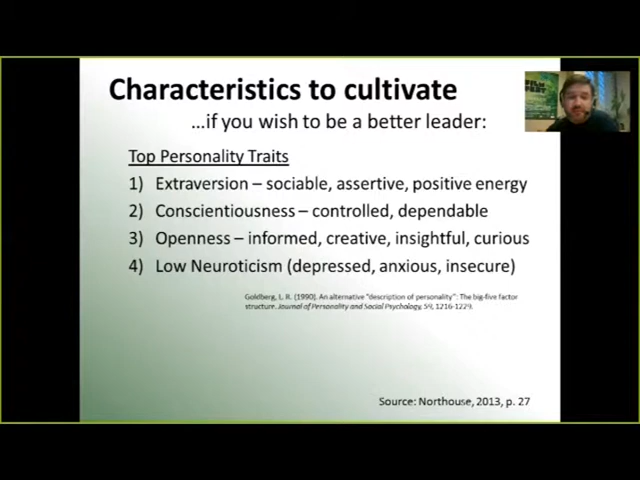 Characteristics to cultivate
...if you wish to be a better leader:
Top Personality Traits
1) Extraversion – sociable, assertive, positive energy
2) Conscientiousness – controlled, dependable
3) Openness – informed, creative, insightful, curious
4) Low Neuroticism (depressed, anxious, insecure)
Goldberg, L. R. (1990). An alternative "description of personality": The big-five factor
structure. Journal of Personality and Social Psychology, 59, 1216-1229.
Source: Northouse, 2013, p. 27